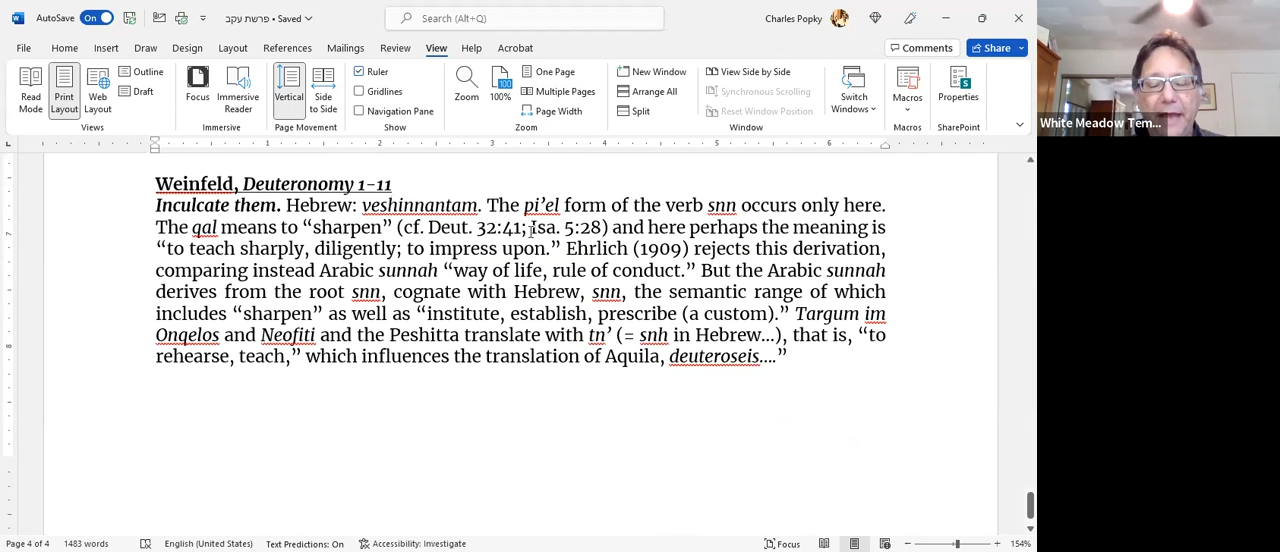 AutoSave On פרשת עקב • Saved Search (Alt+Q) Charles Popky
File Home Insert Draw Design Layout References Mailings Review View Help Acrobat Comments Share
Outline Ruler One Page New Window View Side by Side
Draft Gridlines Multiple Pages Arrange All Synchronous Scrolling
Navigation Pane Page Width Split Reset Window Position
Read Mode Print Layout Web Layout Focus Immersive Reader Vertical Side to Side Zoom 100 100% Switch Windows Macros Properties
Views Immersive Page Movement Show Zoom Window Macros SharePoint
White Meadow Tem...
L 1 2 3 4 5 6
7
8
Weinfeld, Deuteronomy 1-11
Inculcate them. Hebrew: veshinnantam. The pi’el form of the verb snn occurs only here.
The qal means to “sharpen” (cf. Deut. 32:41; Isa. 5:28) and here perhaps the meaning is
“to teach sharply, diligently; to impress upon.” Ehrlich (1909) rejects this derivation,
comparing instead Arabic sunnah “way of life, rule of conduct.” But the Arabic sunnah
derives from the root snn, cognate with Hebrew, snn, the semantic range of which
includes “sharpen” as well as “institute, establish, prescribe (a custom).” Targum im
Onqelos and Neofiti and the Peshitta translate with tn’ (= snh in Hebrew...), that is, “to
rehearse, teach,” which influences the translation of Aquila, deuteroseis....”
Page 4 of 4 1483 words English (United States) Text Predictions: On Accessibility: Investigate Focus 154%